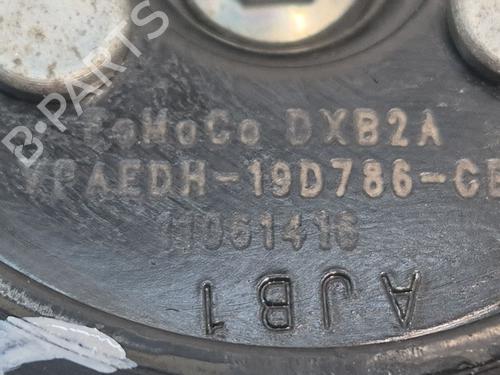 B-PARTS
FoMoCo DXB2A
VPAEDH-19D786-CE
11061416
AJB1